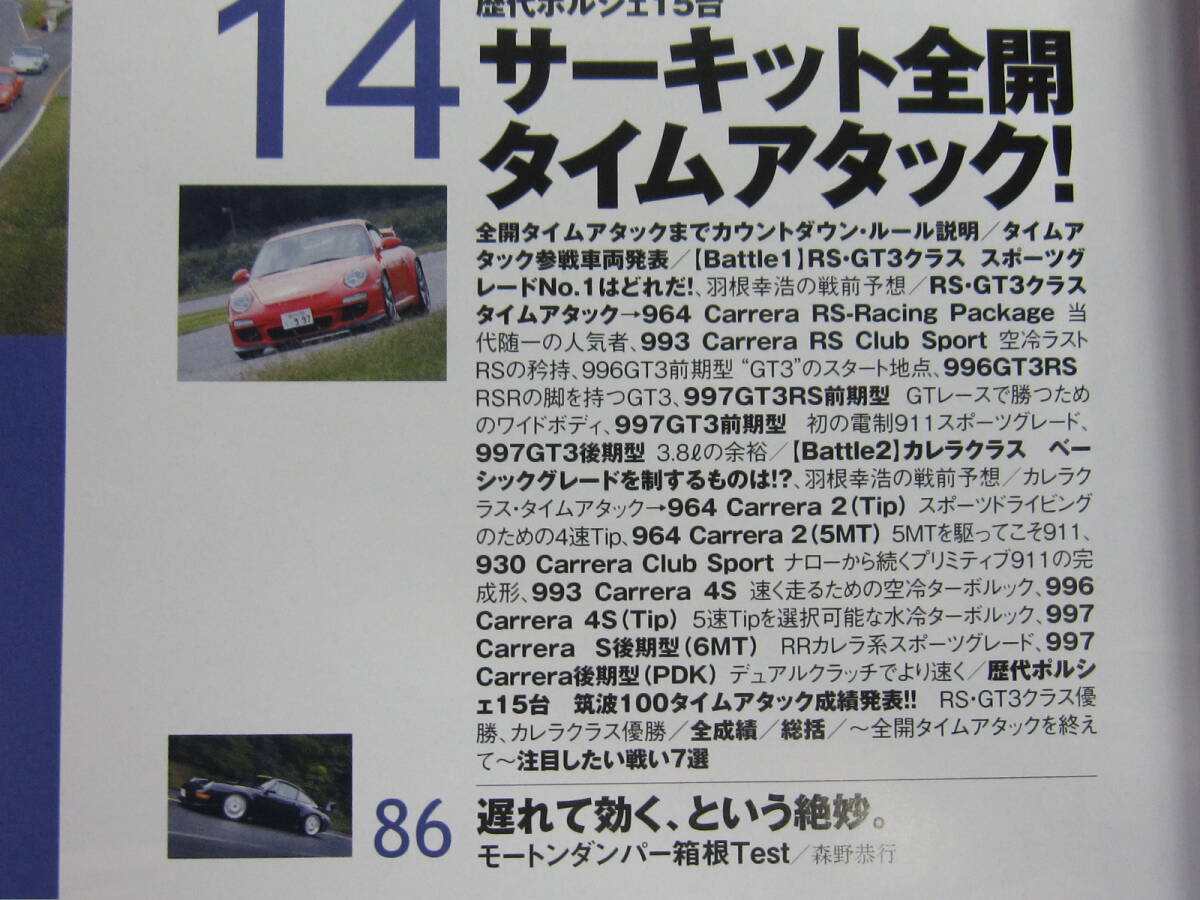 14
歴代ポルシェ15台
サーキット全開
タイムアタック!
全開タイムアタックまでカウントダウン・ルール説明／タイムア
タック参戦車両発表／【Battle1】RS・GT3クラス スポーツグ
レードNo.1はどれだ!、羽根幸浩の戦前予想／RS・GT3クラス
タイムアタック→964 Carrera RS-Racing Package 当
代随一の人気者、993 Carrera RS Club Sport 空冷ラスト
RSの矜持、996GT3前期型 “GT3”のスタート地点、996GT3RS
RSRの脚を持つGT3、997GT3RS前期型 GTレースで勝つため
のワイドボディ、997GT3前期型 初の電制911スポーツグレード、
997GT3後期型 3.8ℓの余裕／【Battle2】カレラクラス ベー
シックグレードを制するものは!?、羽根幸浩の戦前予想／カレラク
ラス・タイムアタック→964 Carrera 2(Tip) スポーツドライビング
のための4速Tip、964 Carrera 2(5MT) 5MTを駆ってこそ911、
930 Carrera Club Sport ナローから続くプリミティブ911の完
成形、993 Carrera 4S 速く走るための空冷ターボルック、996
Carrera 4S(Tip) 5速Tipを選択可能な水冷ターボルック、997
Carrera S後期型(6MT) RRカレラ系スポーツグレード、997
Carrera後期型(PDK) デュアルクラッチでより速く／歴代ポルシ
ェ15台 筑波100タイムアタック成績発表!! RS・GT3クラス優
勝、カレラクラス優勝／全成績／総括／〜全開タイムアタックを終え
て〜注目したい戦い7選
86
遅れて効く、という絶妙。
モートンダンパー箱根Test／森野恭行